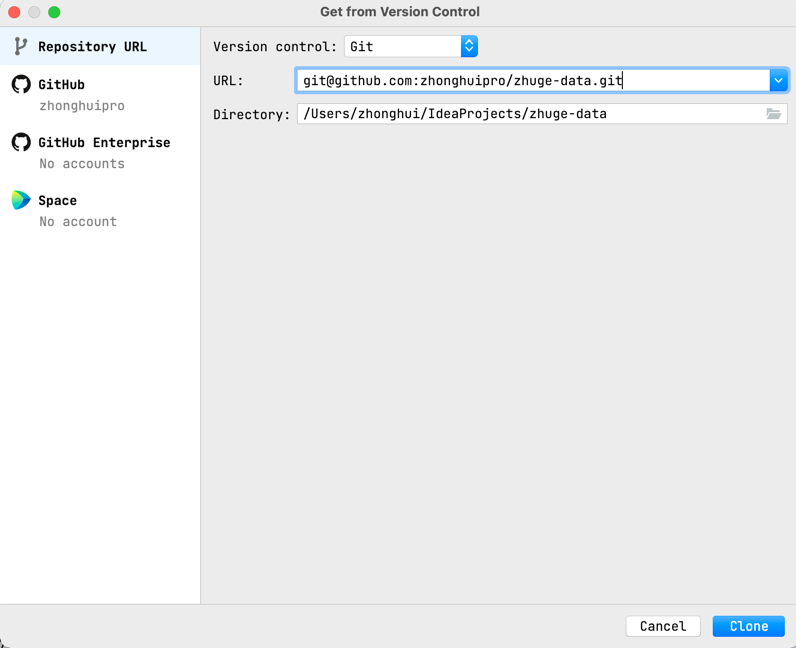 Get from Version Control
Repository URL
GitHub
zhonghuipro
GitHub Enterprise
No accounts
Space
No account
Version control: Git
URL: git@github.com:zhonghuipro/zhuge-data.git
Directory: /Users/zhonghui/IdeaProjects/zhuge-data
Cancel Clone